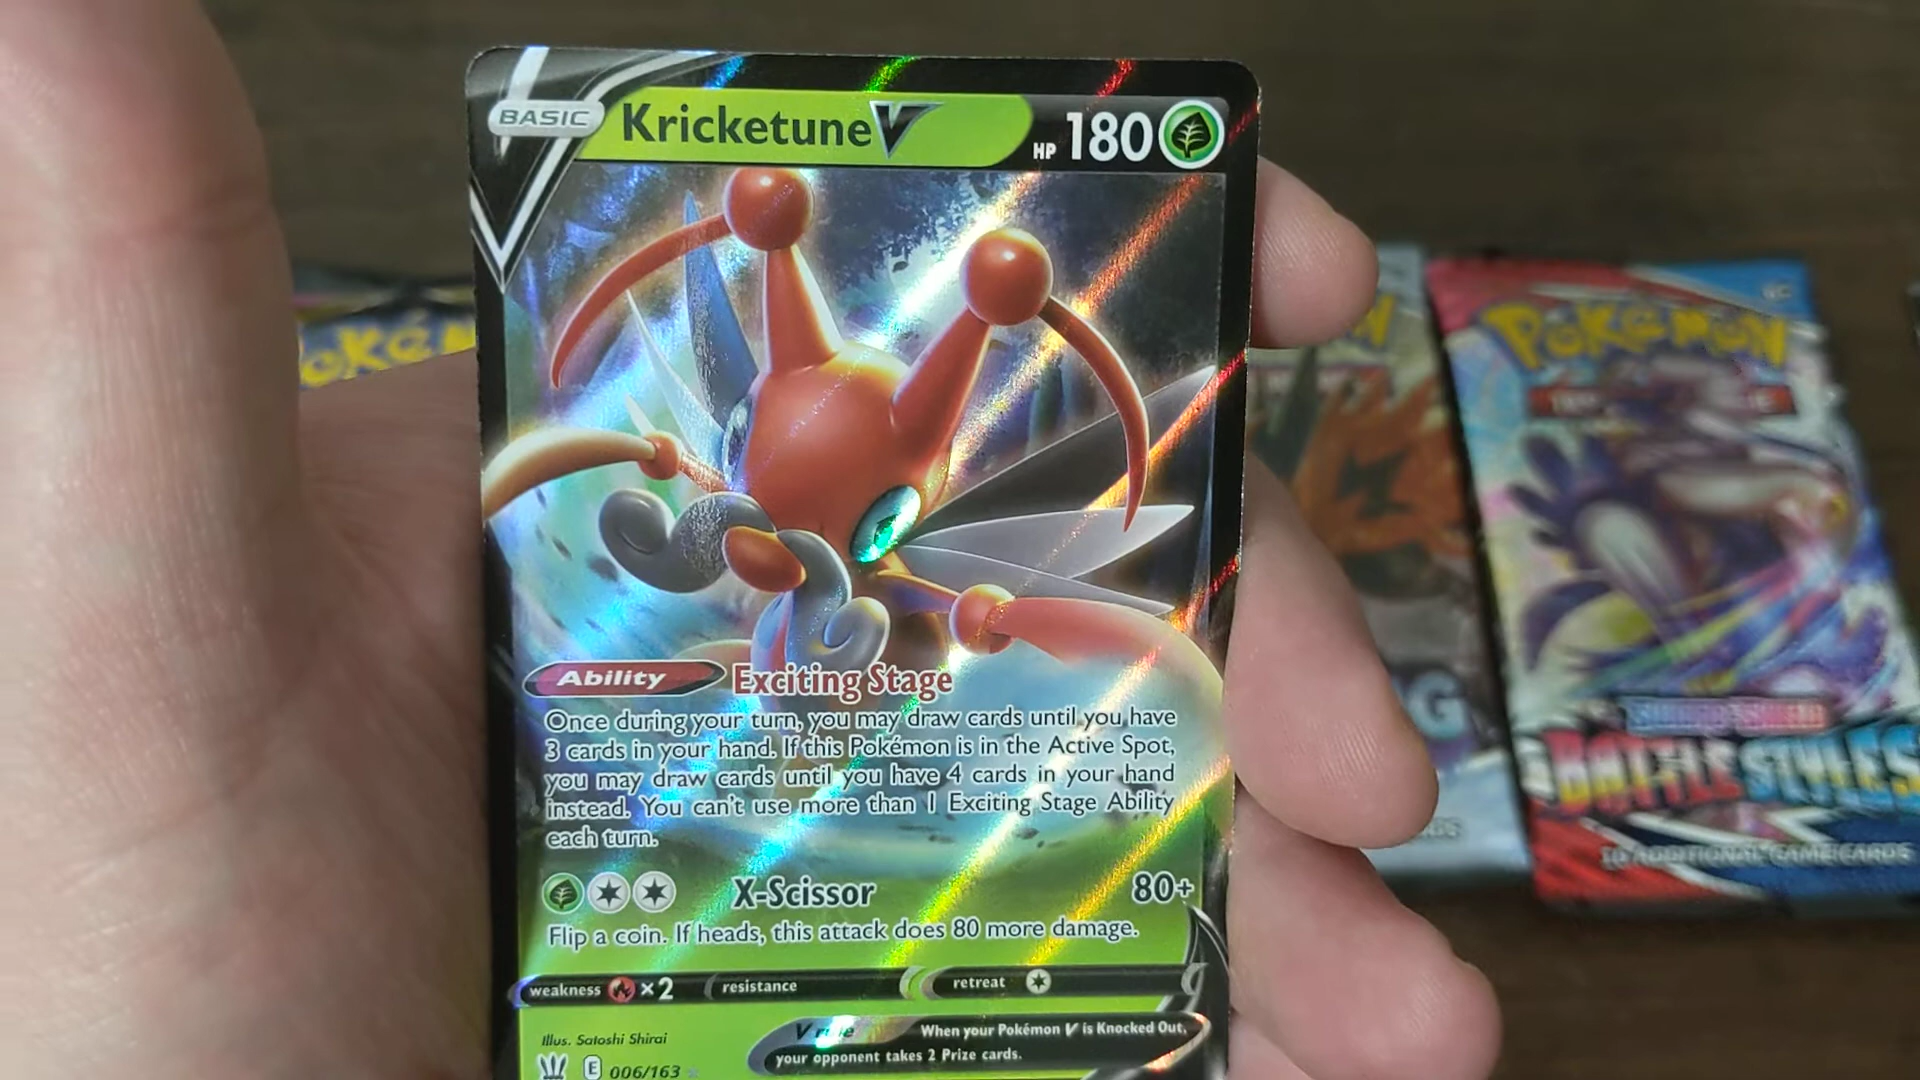 BASIC
Kricketune V
HP 180
Ability Exciting Stage
Once during your turn, you may draw cards until you have
3 cards in your hand. If this Pokémon is in the Active Spot,
you may draw cards until you have 4 cards in your hand
instead. You can't use more than 1 Exciting Stage Ability
each turn.
X-Scissor 80+
Flip a coin. If heads, this attack does 80 more damage.
weakness ×2 resistance retreat
Illus. Satoshi Shirai
V rule When your Pokémon V is Knocked Out,
your opponent takes 2 Prize cards.
E 006/163
POKéM
POKéMON
SWORD & SHIELD
BATTLE STYLES
10 ADDITIONAL GAME CARDS